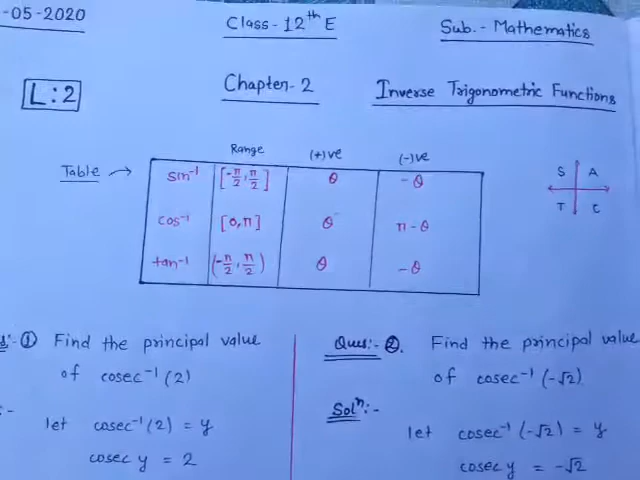 -05-2020 Class - 12th E Sub. - Mathematics
L:2 Chapter - 2 Inverse Trigonometric Functions
Range (+)ve (-)ve
Table → sin⁻¹ [-π/2, π/2] θ -θ
cos⁻¹ [0, π] θ π-θ
tan⁻¹ (-π/2, π/2) θ -θ
S A
T C
① Find the principal value
of cosec⁻¹(2)
:-
let cosec⁻¹(2) = y
cosec y = 2
Ques:- ②. Find the principal value
of cosec⁻¹(-√2)
Solⁿ:-
let cosec⁻¹(-√2) = y
cosec y = -√2